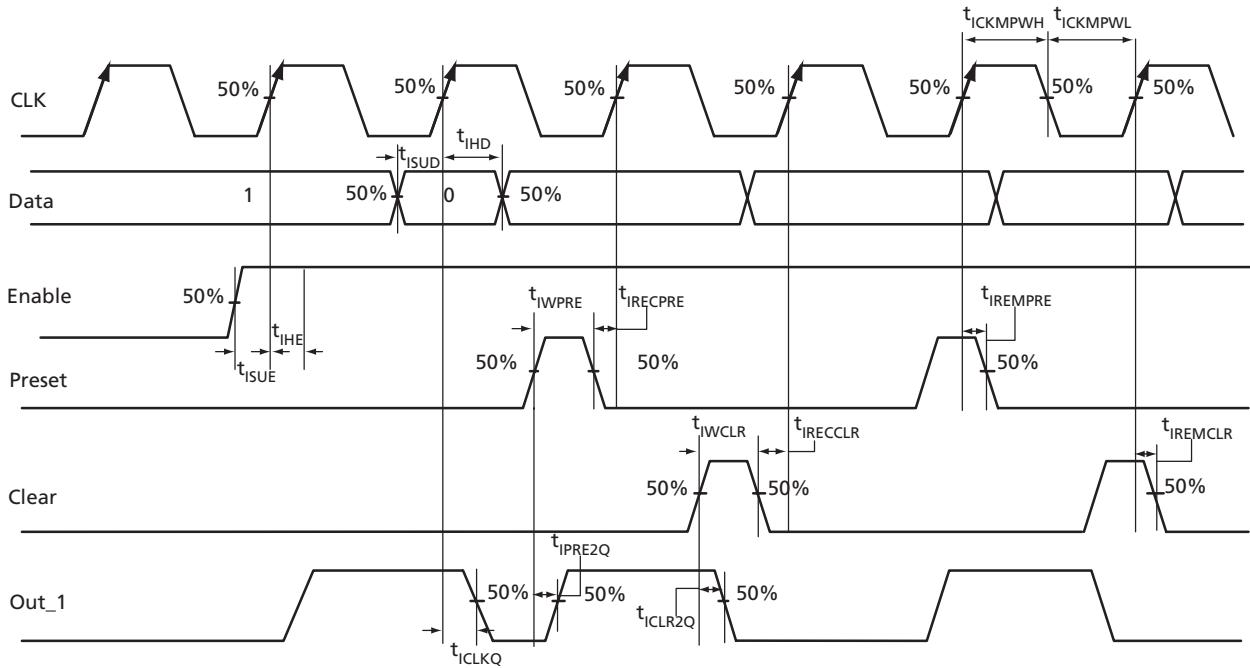 tICKMPWH tICKMPWL
CLK 50% 50% 50% 50% 50% 50% 50%
tISUD tIHD
Data 1 50% 0 50%
Enable 50%
tISUE tIHE
tIWPRE tIRECPRE tIREMPRE
Preset 50% 50% 50%
tIWCLR tIRECCLR tIREMCLR
Clear 50% 50% 50%
tIPRE2Q
Out_1 50% 50% 50%
tICLKQ tICLR2Q